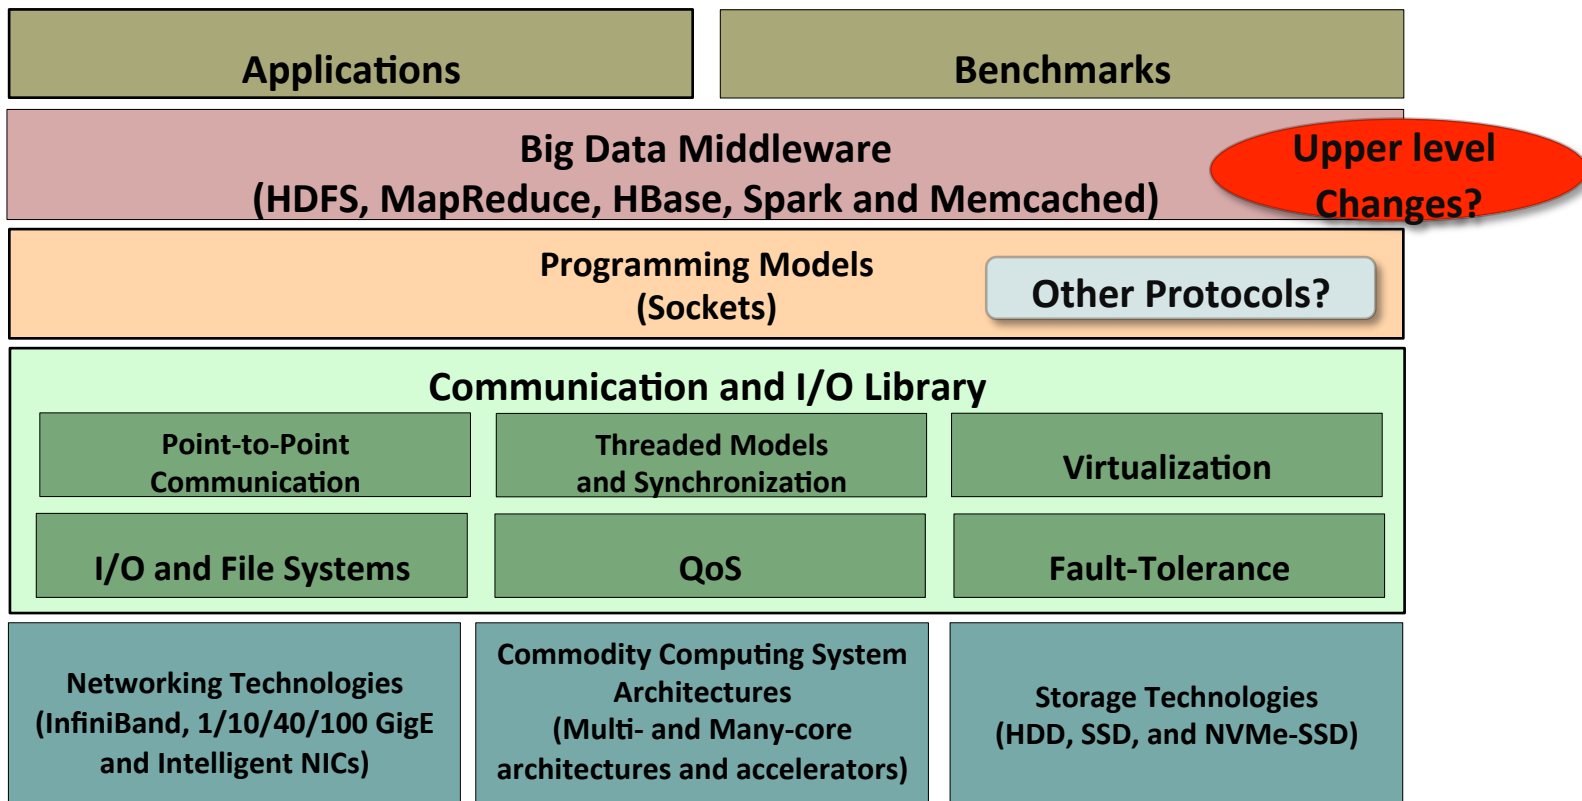 Applications
Benchmarks
Big Data Middleware
(HDFS, MapReduce, HBase, Spark and Memcached)
Upper level
Changes?
Programming Models
(Sockets)
Other Protocols?
Communication and I/O Library
Point-to-Point
Communication
Threaded Models
and Synchronization
Virtualization
I/O and File Systems
QoS
Fault-Tolerance
Networking Technologies
(InfiniBand, 1/10/40/100 GigE
and Intelligent NICs)
Commodity Computing System
Architectures
(Multi- and Many-core
architectures and accelerators)
Storage Technologies
(HDD, SSD, and NVMe-SSD)